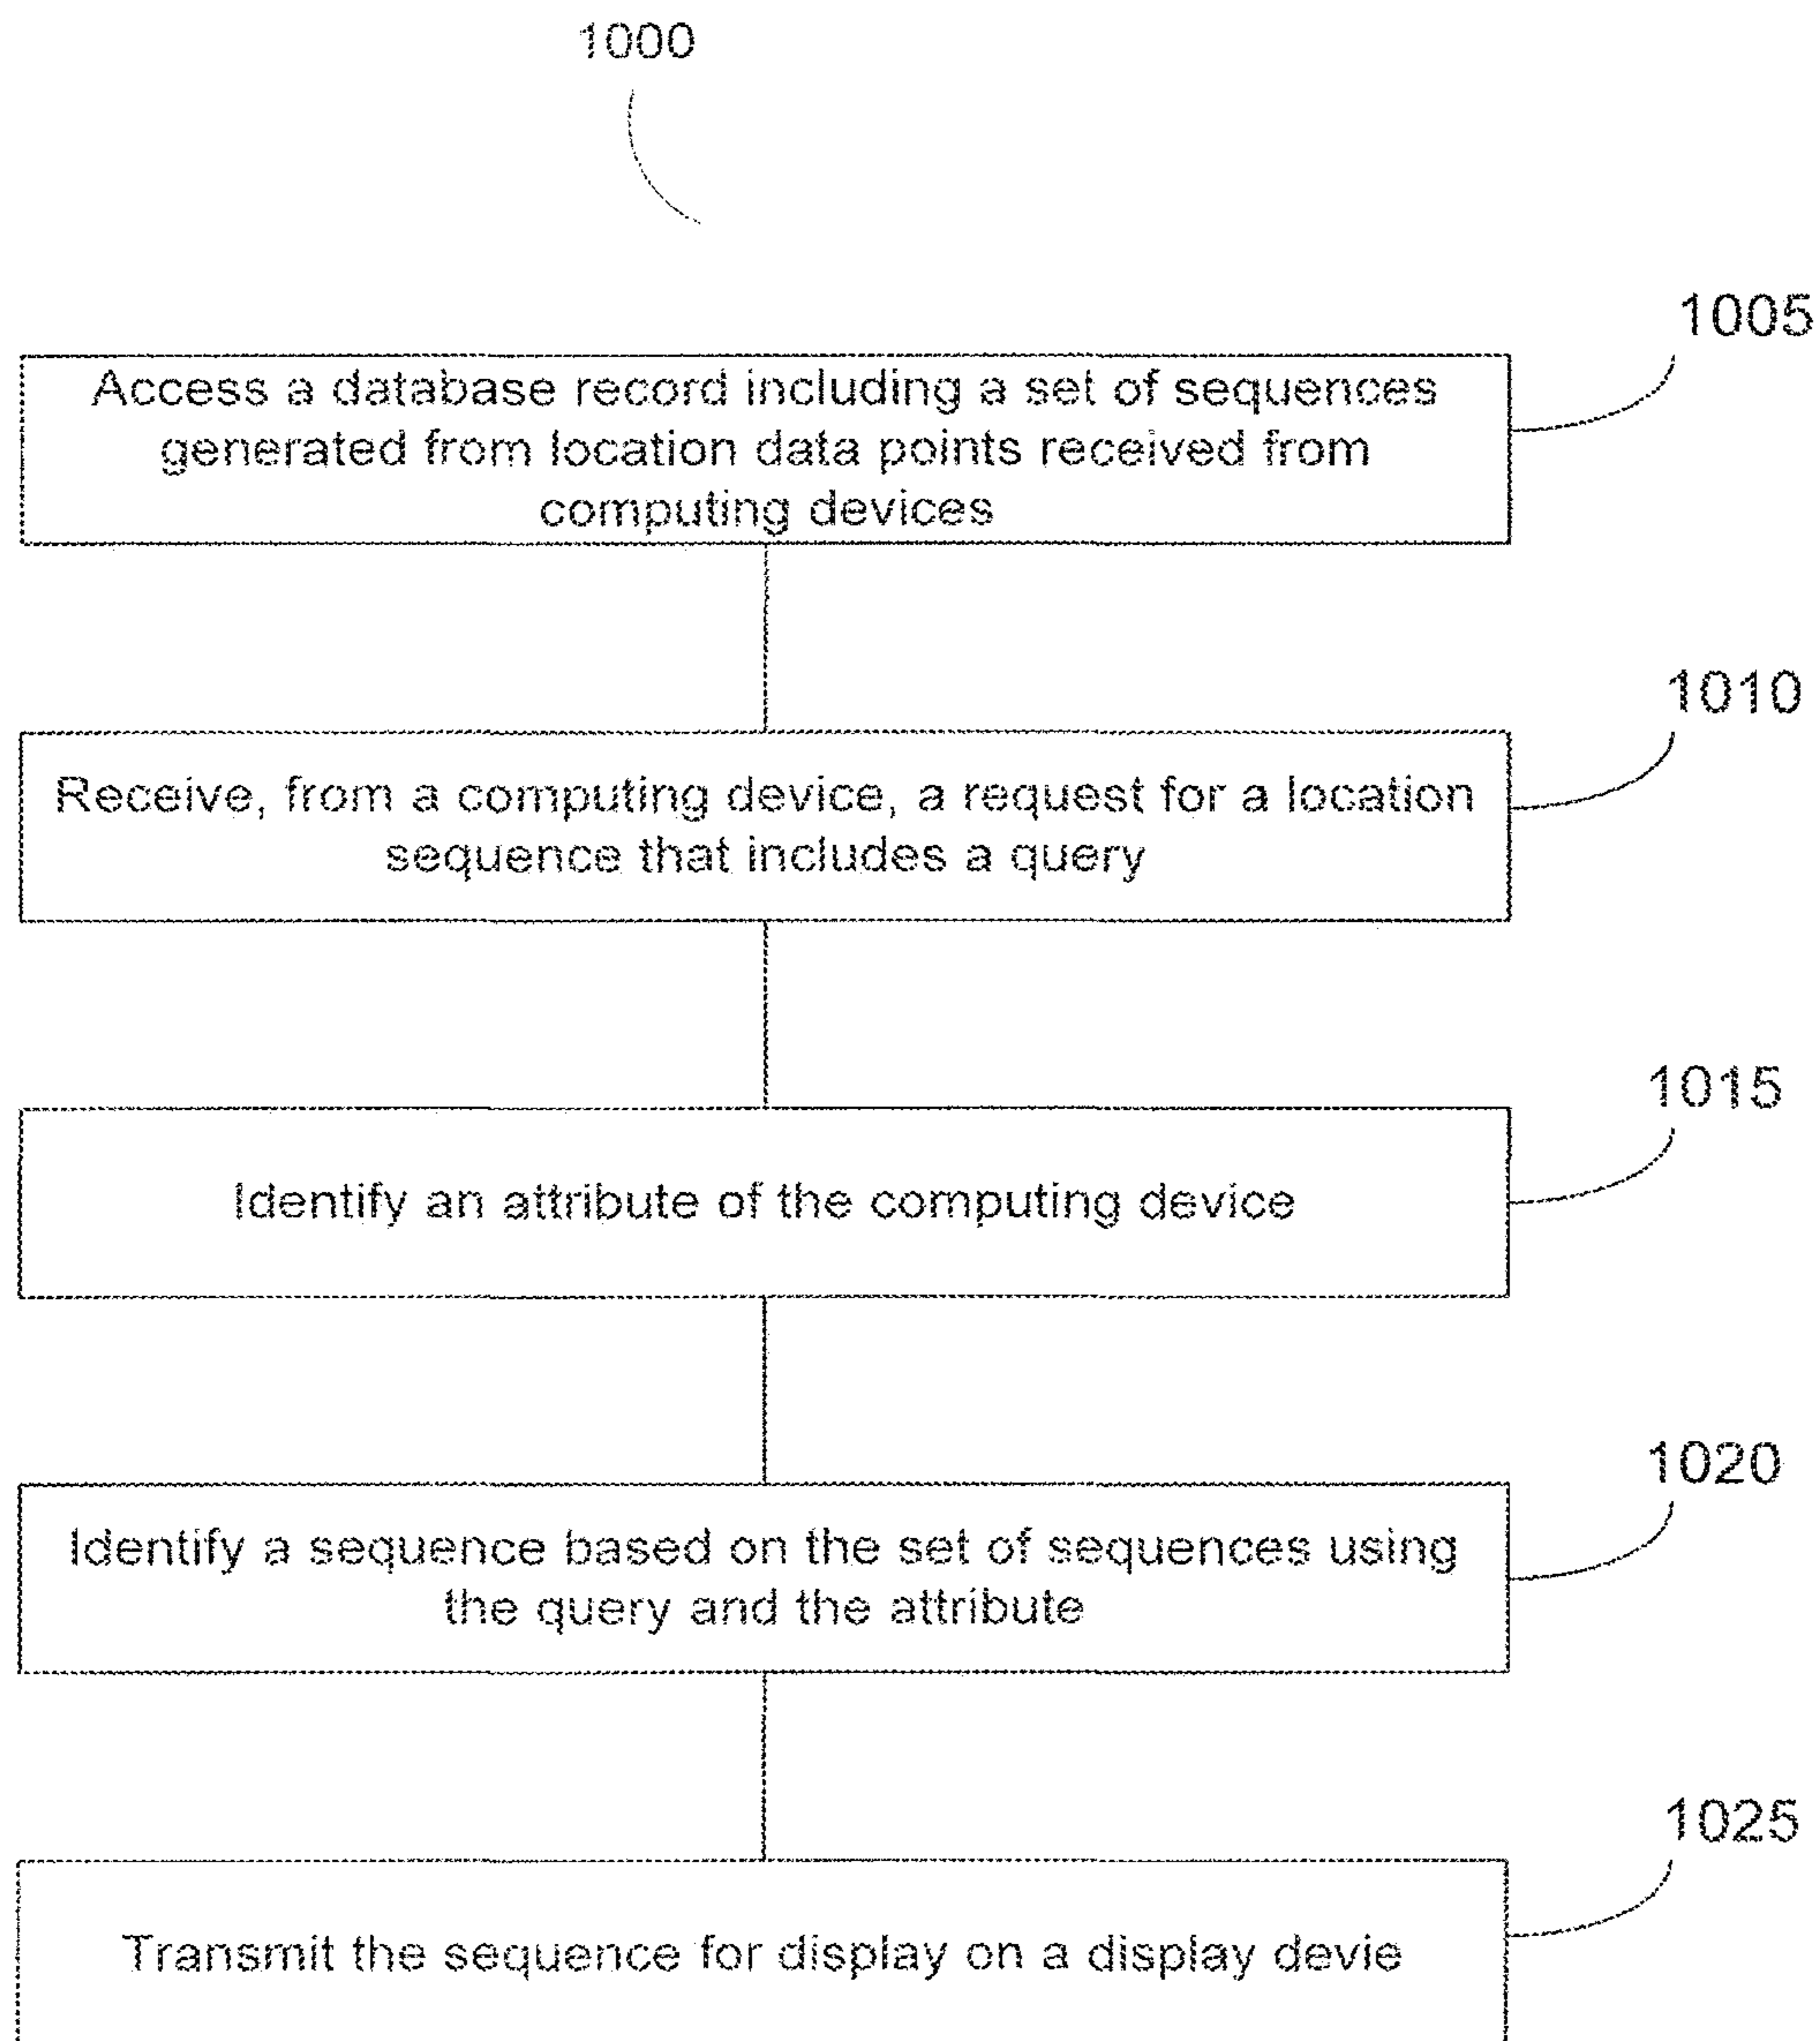 1000
1005
Access a database record including a set of sequences
generated from location data points received from
computing devices
1010
Receive, from a computing device, a request for a location
sequence that includes a query
1015
Identify an attribute of the computing device
1020
Identify a sequence based on the set of sequences using
the query and the attribute
1025
Transmit the sequence for display on a display devie